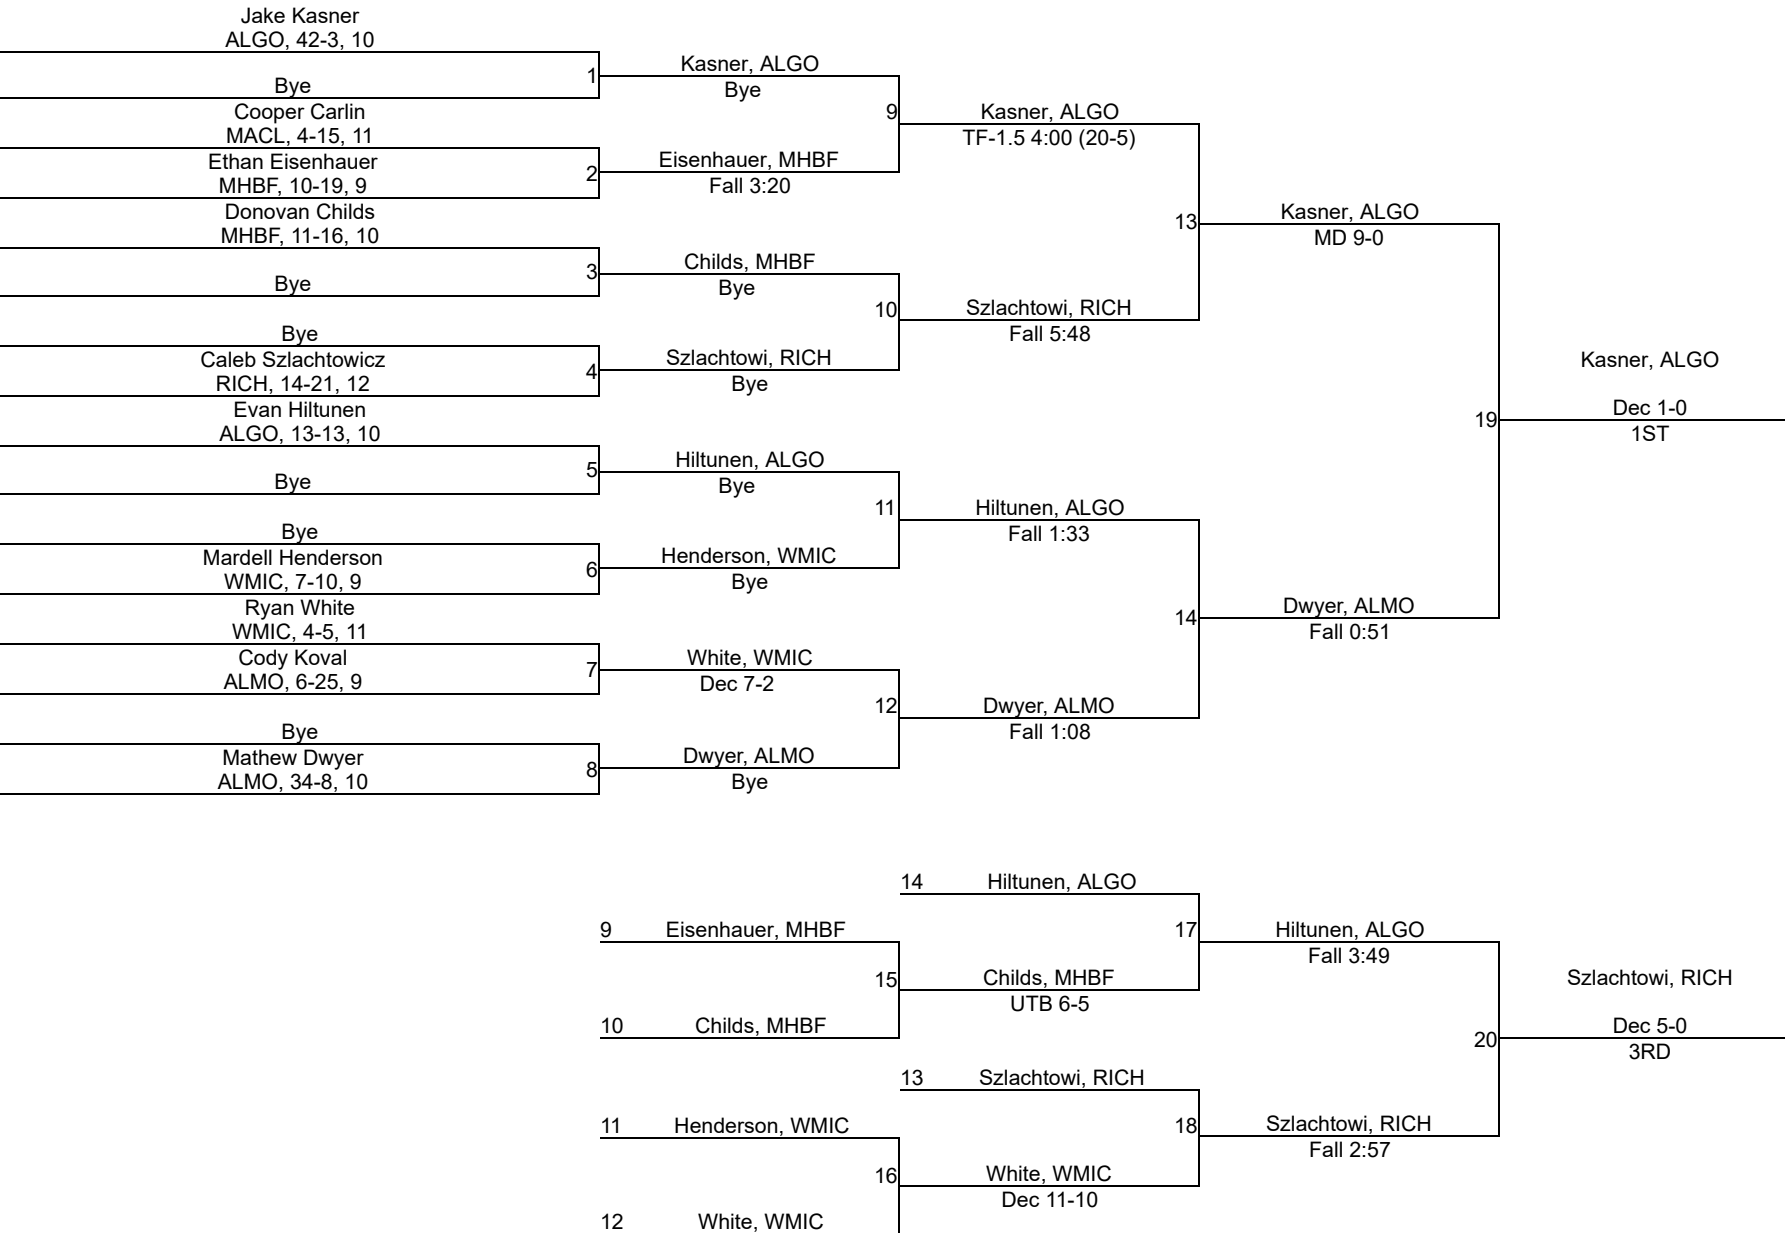 Jake Kasner
ALGO, 42-3, 10
Bye
1
Cooper Carlin
MACL, 4-15, 11
Ethan Eisenhauer
MHBF, 10-19, 9
2
Donovan Childs
MHBF, 11-16, 10
Bye
3
Bye
Caleb Szlachtowicz
RICH, 14-21, 12
4
Evan Hiltunen
ALGO, 13-13, 10
Bye
5
Bye
Mardell Henderson
WMIC, 7-10, 9
6
Ryan White
WMIC, 4-5, 11
Cody Koval
ALMO, 6-25, 9
7
Bye
Mathew Dwyer
ALMO, 34-8, 10
8
Kasner, ALGO
Bye
9
Eisenhauer, MHBF
Fall 3:20
Childs, MHBF
Bye
10
Szlachtowi, RICH
Bye
Hiltunen, ALGO
Bye
11
Henderson, WMIC
Bye
White, WMIC
Dec 7-2
12
Dwyer, ALMO
Bye
Kasner, ALGO
TF-1.5 4:00 (20-5)
13
Szlachtowi, RICH
Fall 5:48
Hiltunen, ALGO
Fall 1:33
14
Dwyer, ALMO
Fall 1:08
Kasner, ALGO
MD 9-0
19
Dwyer, ALMO
Fall 0:51
Kasner, ALGO
Dec 1-0
1ST
14 Hiltunen, ALGO
9 Eisenhauer, MHBF
15
10 Childs, MHBF
Childs, MHBF
UTB 6-5
17
13 Szlachtowi, RICH
11 Henderson, WMIC
16
12 White, WMIC
White, WMIC
Dec 11-10
18
Hiltunen, ALGO
Fall 3:49
20
Szlachtowi, RICH
Fall 2:57
Szlachtowi, RICH
Dec 5-0
3RD